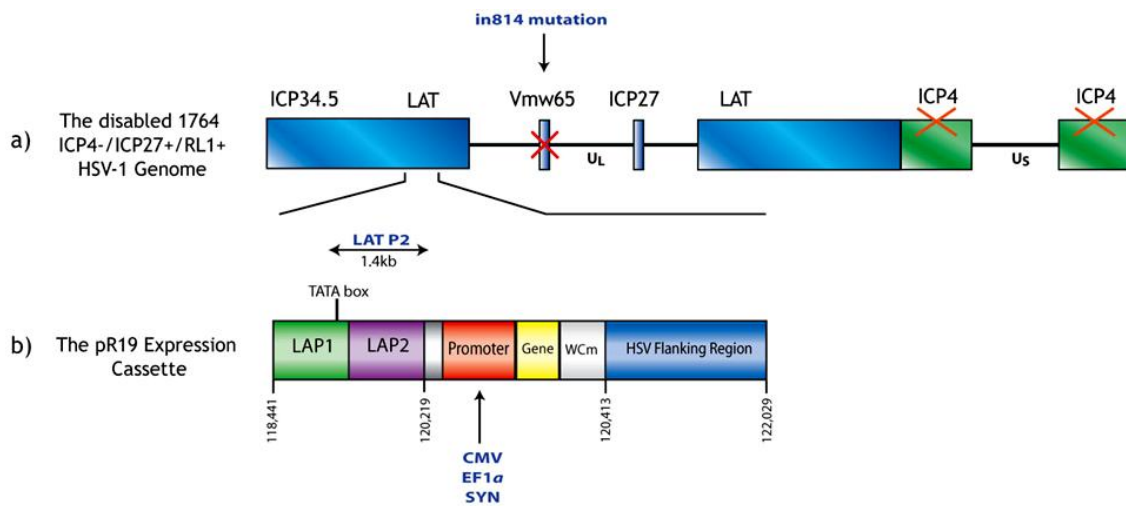 in814 mutation
ICP34.5
LAT
Vmw65
ICP27
LAT
ICP4
ICP4
a)
The disabled 1764
ICP4-/ICP27+/RL1+
HSV-1 Genome
UL
US
LAT P2
1.4kb
TATA box
b)
The pR19 Expression
Cassette
LAP1
LAP2
Promoter
Gene
WCm
HSV Flanking Region
118,441
120,219
120,413
122,029
CMV
EF1a
SYN